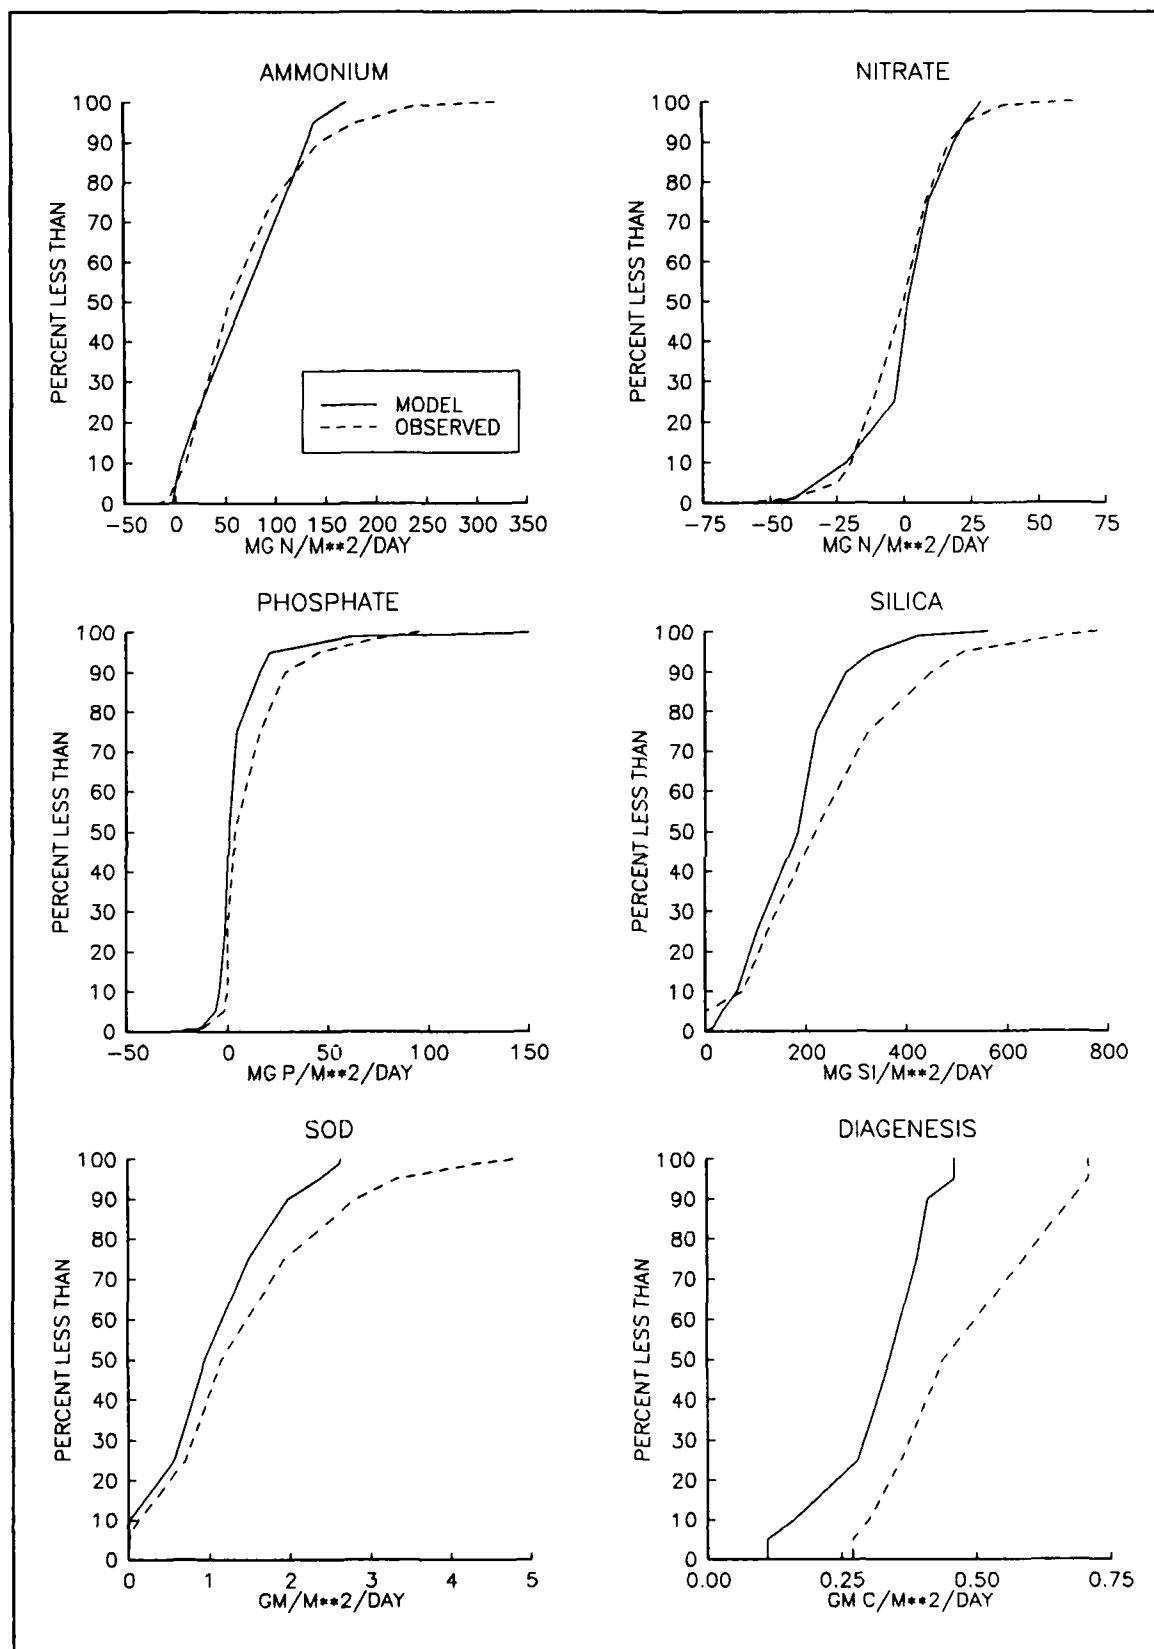 AMMONIUM
PERCENT LESS THAN
100
90
80
70
60
50
40
30
20
10
0
-50 0 50 100 150 200 250 300 350
MG N/M**2/DAY
MODEL
OBSERVED
NITRATE
PERCENT LESS THAN
100
90
80
70
60
50
40
30
20
10
0
-75 -50 -25 0 25 50 75
MG N/M**2/DAY
PHOSPHATE
PERCENT LESS THAN
100
90
80
70
60
50
40
30
20
10
0
-50 0 50 100 150
MG P/M**2/DAY
SILICA
PERCENT LESS THAN
100
90
80
70
60
50
40
30
20
10
0
0 200 400 600 800
MG SI/M**2/DAY
SOD
PERCENT LESS THAN
100
90
80
70
60
50
40
30
20
10
0
0 1 2 3 4 5
GM/M**2/DAY
DIAGENESIS
PERCENT LESS THAN
100
90
80
70
60
50
40
30
20
10
0
0.00 0.25 0.50 0.75
GM C/M**2/DAY